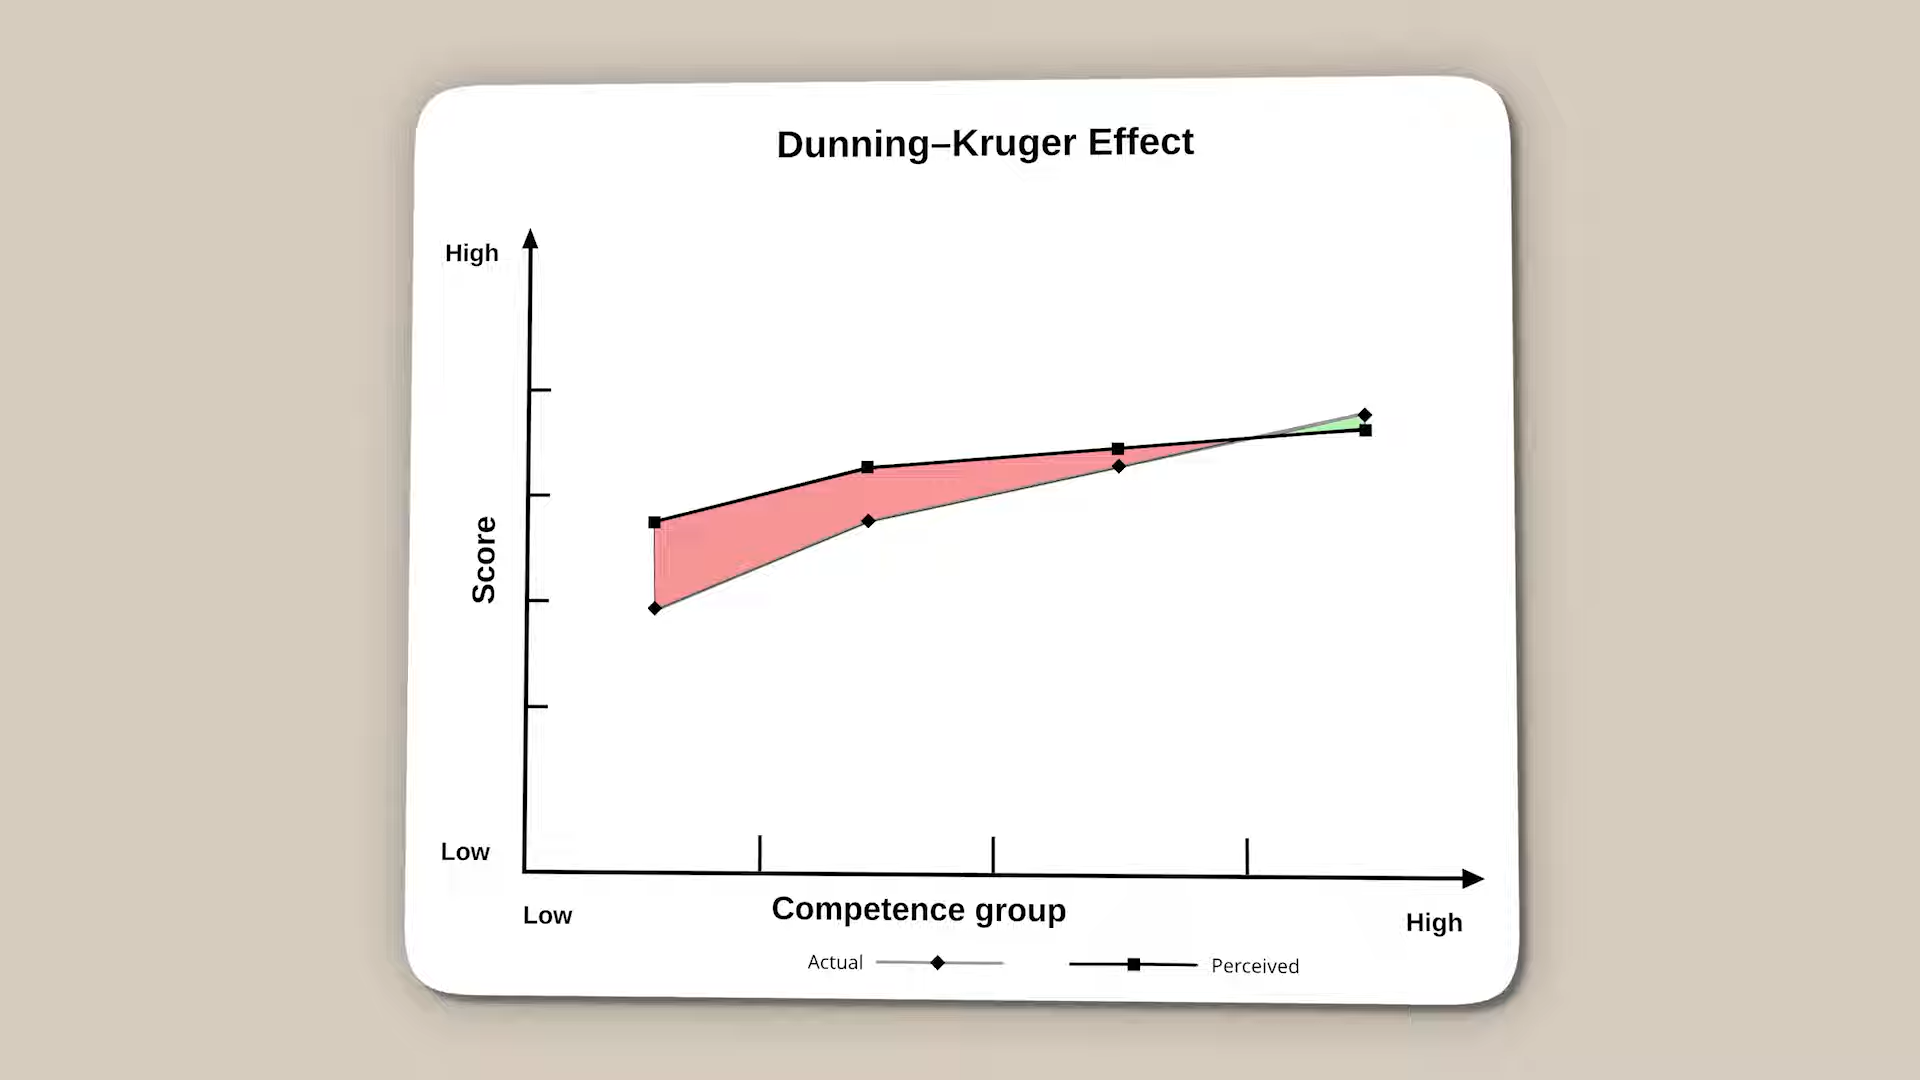 Dunning–Kruger Effect
High
Score
Low
Low
Competence group
High
Actual
Perceived